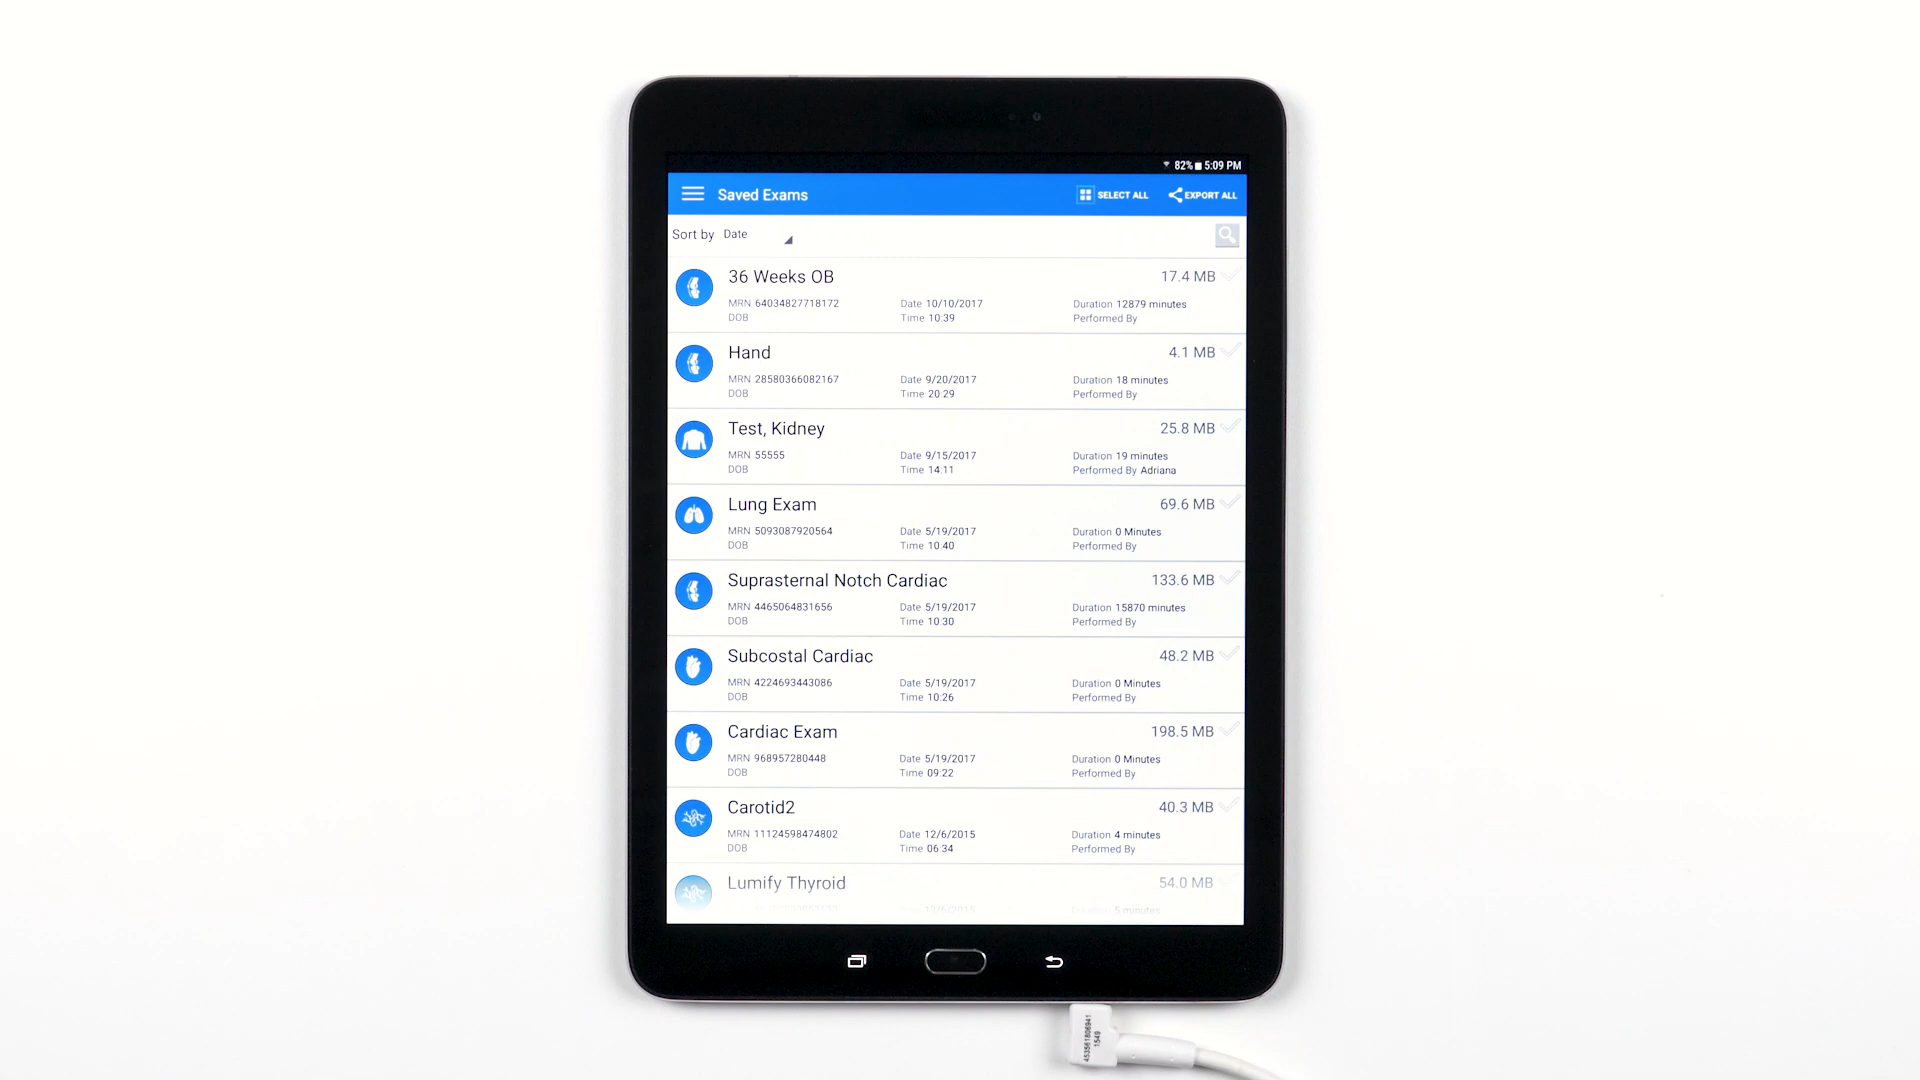 82% 5:09 PM
Saved Exams SELECT ALL EXPORT ALL
Sort by Date
36 Weeks OB 17.4 MB
MRN 64034827718172 Date 10/10/2017 Duration 12879 minutes
DOB Time 10:39 Performed By
Hand 4.1 MB
MRN 28580366082167 Date 9/20/2017 Duration 18 minutes
DOB Time 20:29 Performed By
Test, Kidney 25.8 MB
MRN 55555 Date 9/15/2017 Duration 19 minutes
DOB Time 14:11 Performed By Adriana
Lung Exam 69.6 MB
MRN 5093087920564 Date 5/19/2017 Duration 0 Minutes
DOB Time 10:40 Performed By
Suprasternal Notch Cardiac 133.6 MB
MRN 4465064831656 Date 5/19/2017 Duration 15870 minutes
DOB Time 10:30 Performed By
Subcostal Cardiac 48.2 MB
MRN 4224693443086 Date 5/19/2017 Duration 0 Minutes
DOB Time 10:26 Performed By
Cardiac Exam 198.5 MB
MRN 968957280448 Date 5/19/2017 Duration 0 Minutes
DOB Time 09:22 Performed By
Carotid2 40.3 MB
MRN 11124598474802 Date 12/6/2015 Duration 4 minutes
DOB Time 06:34 Performed By
Lumify Thyroid 54.0 MB
12/6/2015 Duration 5 minutes
453561806941
1549